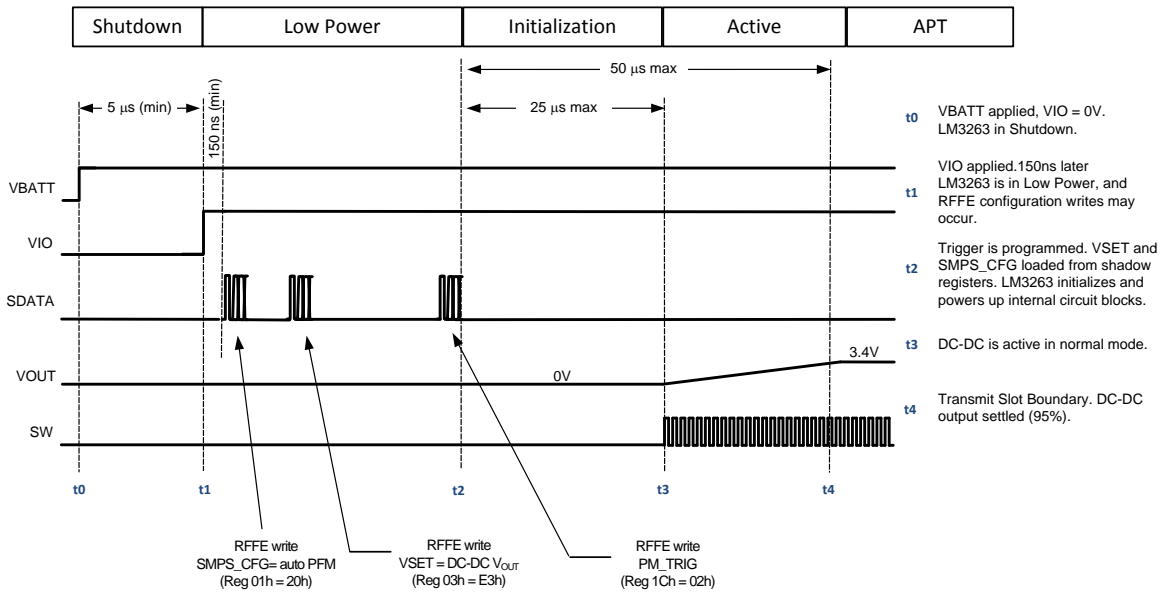 Shutdown
Low Power
Initialization
Active
APT
50 µs max
5 µs (min)
25 µs max
150 ns (min)
VBATT
VIO
SDATA
VOUT
0V
3.4V
SW
t0
t1
t2
t3
t4
RFFE write
SMPS_CFG= auto PFM
(Reg 01h = 20h)
RFFE write
VSET = DC-DC VOUT
(Reg 03h = E3h)
RFFE write
PM_TRIG
(Reg 1Ch = 02h)
t0 VBATT applied, VIO = 0V.
LM3263 in Shutdown.
VIO applied.150ns later
t1 LM3263 is in Low Power, and
RFFE configuration writes may
occur.
Trigger is programmed. VSET and
t2 SMPS_CFG loaded from shadow
registers. LM3263 initializes and
powers up internal circuit blocks.
t3 DC-DC is active in normal mode.
Transmit Slot Boundary. DC-DC
t4 output settled (95%).